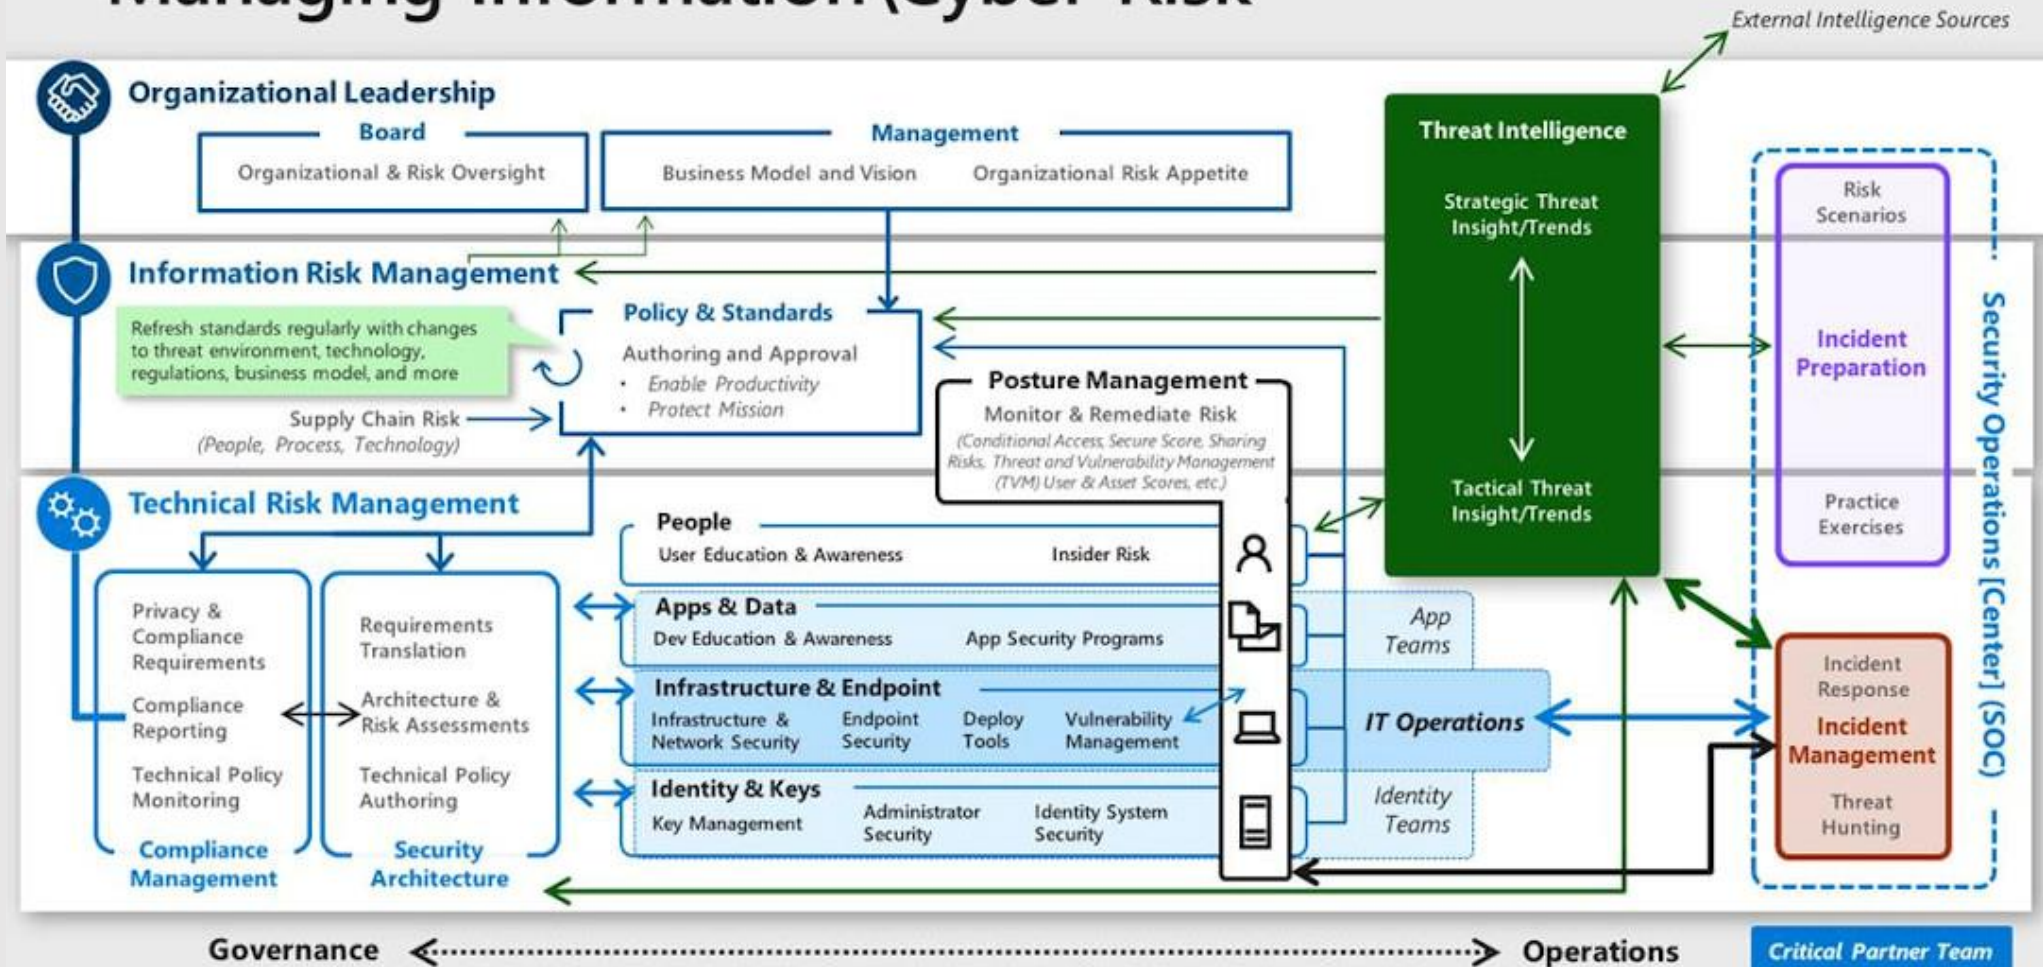 Managing Information (Cyber Risk
External Intelligence Sources
Organizational Leadership
Board
Organizational & Risk Oversight
Management
Business Model and Vision
Organizational Risk Appetite
Threat Intelligence
Strategic Threat
Insight/Trends
Tactical Threat
Insight/Trends
Information Risk Management
Refresh standards regularly with changes
to threat environment, technology,
regulations, business model, and more
Supply Chain Risk
(People, Process, Technology)
Policy & Standards
Authoring and Approval
• Enable Productivity
• Protect Mission
Posture Management
Monitor & Remediate Risk
(Conditional Access, Secure Score, Sharing
Risks, Threat and Vulnerability Management
(TVM) User & Asset Scores, etc.)
Risk
Scenarios
Incident
Preparation
Practice
Exercises
Security Operations [Center] (SOC)
Technical Risk Management
Privacy &
Compliance
Requirements
Compliance
Reporting
Technical Policy
Monitoring
Compliance
Management
Requirements
Translation
Architecture &
Risk Assessments
Technical Policy
Authoring
Security
Architecture
People
User Education & Awareness
Insider Risk
Apps & Data
Dev Education & Awareness
App Security Programs
App
Teams
Infrastructure & Endpoint
Infrastructure &
Network Security
Endpoint
Security
Deploy
Tools
Vulnerability
Management
IT Operations
Identity & Keys
Key Management
Administrator
Security
Identity System
Security
Identity
Teams
Incident
Response
Incident
Management
Threat
Hunting
Governance
Operations
Critical Partner Team